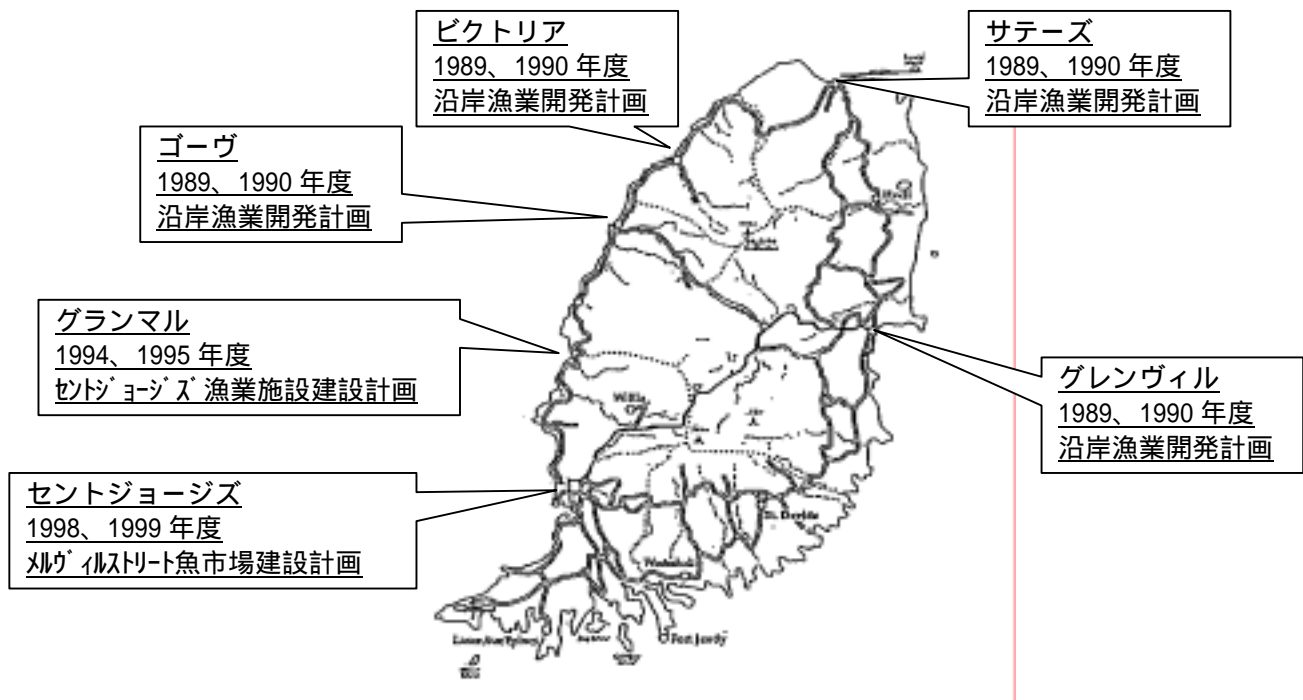 ビクトリア
1989、1990 年度
沿岸漁業開発計画
サテーズ
1989、1990 年度
沿岸漁業開発計画
ゴーヴ
1989、1990 年度
沿岸漁業開発計画
グランマル
1994、1995 年度
ｾﾝﾄｼﾞｮｰｼﾞｽﾞ漁業施設建設計画
グレンヴィル
1989、1990 年度
沿岸漁業開発計画
セントジョージズ
1998、1999 年度
ﾒﾙｳﾞｨﾙｽﾄﾘｰﾄ魚市場建設計画
St. Davids
Fort Jeudy